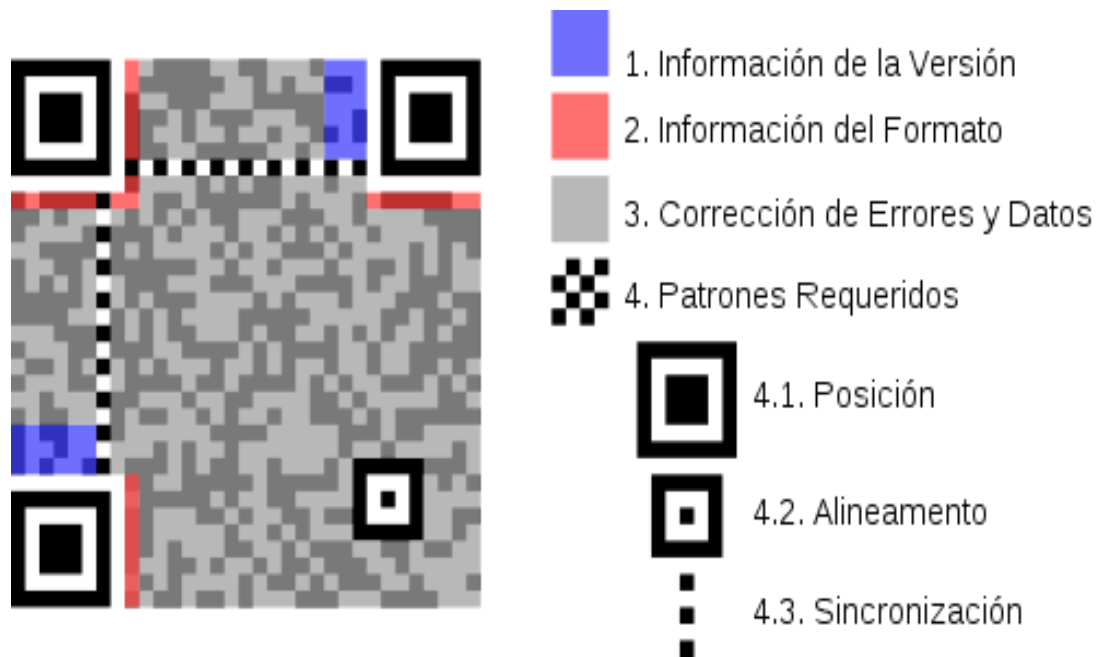 1. Información de la Versión
2. Información del Formato
3. Corrección de Errores y Datos
4. Patrones Requeridos
4.1. Posición
4.2. Alineamento
4.3. Sincronización